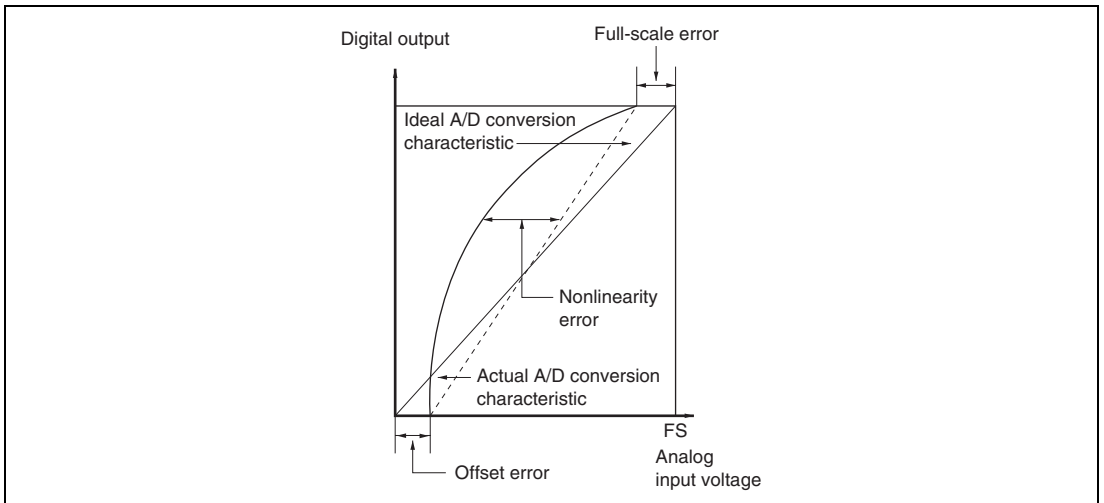 Digital output
Full-scale error
Ideal A/D conversion
characteristic
Nonlinearity
error
Actual A/D conversion
characteristic
FS
Analog
input voltage
Offset error